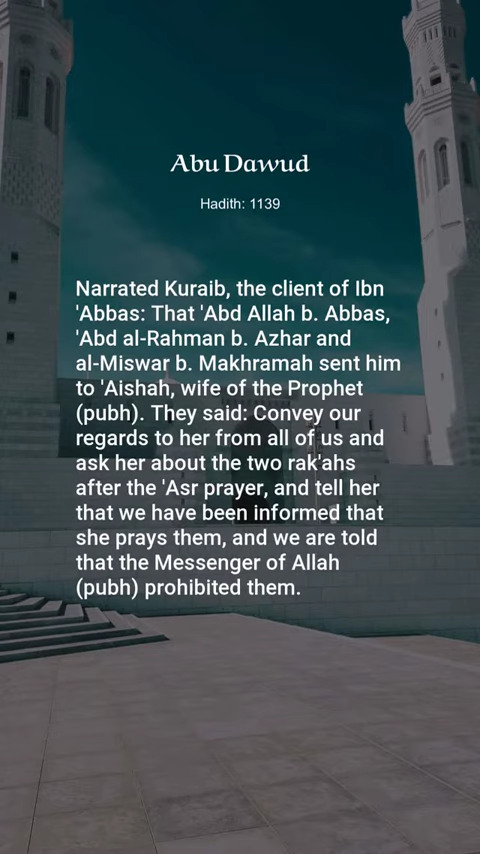 Abu Dawud
Hadith: 1139
Narrated Kuraib, the client of Ibn
'Abbas: That 'Abd Allah b. Abbas,
'Abd al-Rahman b. Azhar and
al-Miswar b. Makhramah sent him
to 'Aishah, wife of the Prophet
(pubh). They said: Convey our
regards to her from all of us and
ask her about the two rak'ahs
after the 'Asr prayer, and tell her
that we have been informed that
she prays them, and we are told
that the Messenger of Allah
(pubh) prohibited them.